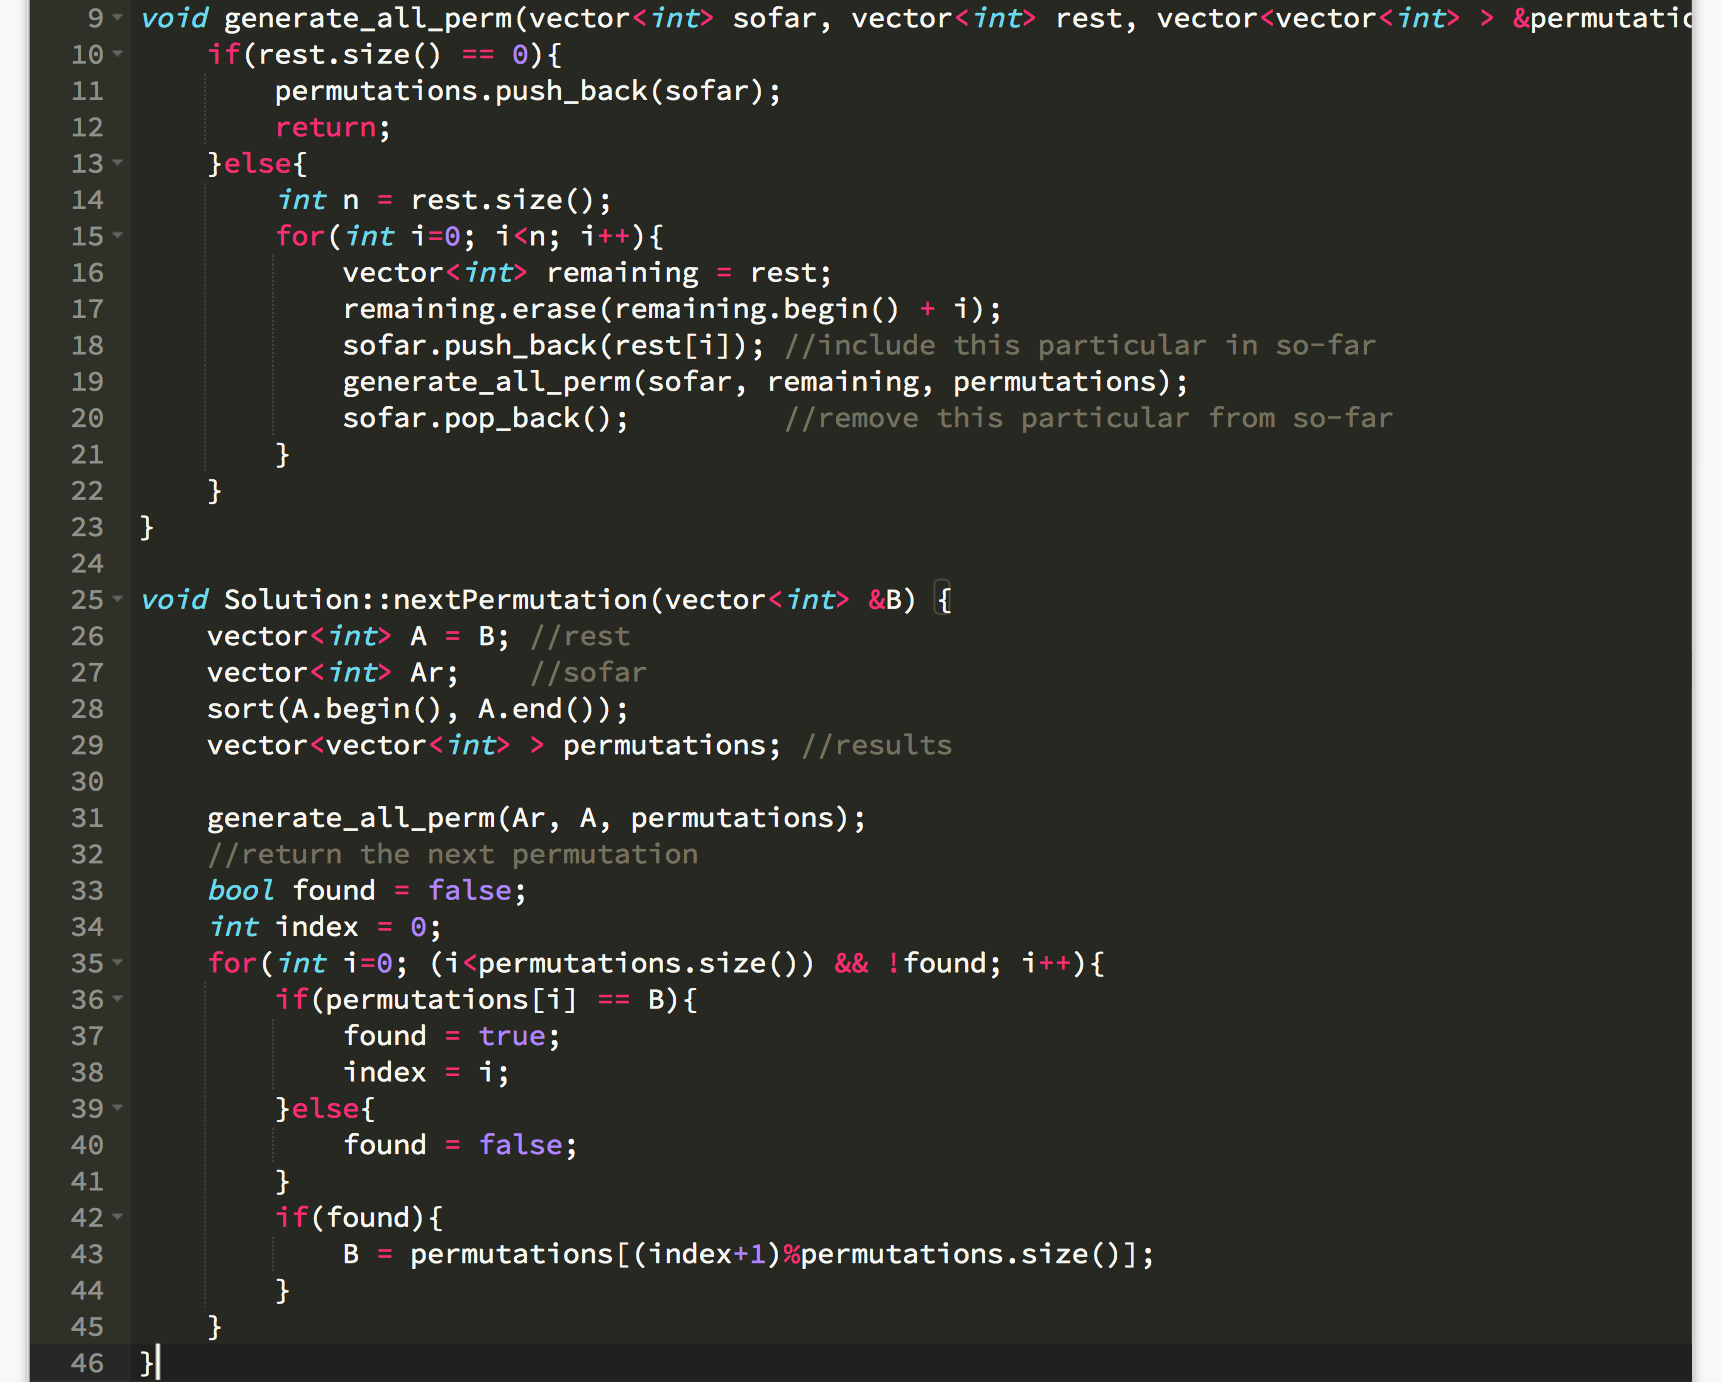 9 void generate_all_perm(vector<int> sofar, vector<int> rest, vector<vector<int> > &permutatio
10     if(rest.size() == 0){
11         permutations.push_back(sofar);
12         return;
13     }else{
14         int n = rest.size();
15         for(int i=0; i<n; i++){
16             vector<int> remaining = rest;
17             remaining.erase(remaining.begin() + i);
18             sofar.push_back(rest[i]); //include this particular in so-far
19             generate_all_perm(sofar, remaining, permutations);
20             sofar.pop_back();         //remove this particular from so-far
21         }
22     }
23 }
24
25 void Solution::nextPermutation(vector<int> &B) {
26     vector<int> A = B; //rest
27     vector<int> Ar;    //sofar
28     sort(A.begin(), A.end());
29     vector<vector<int> > permutations; //results
30
31     generate_all_perm(Ar, A, permutations);
32     //return the next permutation
33     bool found = false;
34     int index = 0;
35     for(int i=0; (i<permutations.size()) && !found; i++){
36         if(permutations[i] == B){
37             found = true;
38             index = i;
39         }else{
40             found = false;
41         }
42         if(found){
43             B = permutations[(index+1)%permutations.size()];
44         }
45     }
46 }